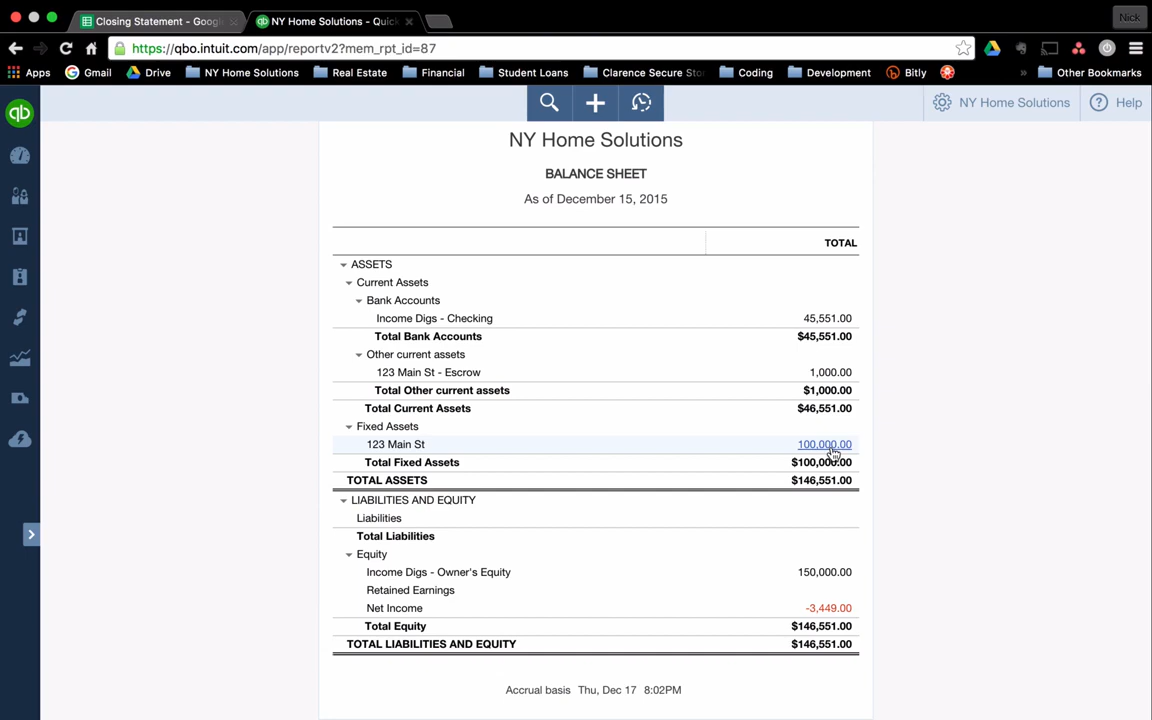 Closing Statement - Googl
NY Home Solutions - Quick
Nick
https://qbo.intuit.com/app/reportv2?mem_rpt_id=87
Apps Gmail Drive NY Home Solutions Real Estate Financial Student Loans Clarence Secure Stor Coding Development Bitly » Other Bookmarks
qb NY Home Solutions ? Help
NY Home Solutions
BALANCE SHEET
As of December 15, 2015
TOTAL
ASSETS
Current Assets
Bank Accounts
Income Digs - Checking 45,551.00
Total Bank Accounts $45,551.00
Other current assets
123 Main St - Escrow 1,000.00
Total Other current assets $1,000.00
Total Current Assets $46,551.00
Fixed Assets
123 Main St 100,000.00
Total Fixed Assets $100,000.00
TOTAL ASSETS $146,551.00
LIABILITIES AND EQUITY
Liabilities
Total Liabilities
Equity
Income Digs - Owner's Equity 150,000.00
Retained Earnings
Net Income -3,449.00
Total Equity $146,551.00
TOTAL LIABILITIES AND EQUITY $146,551.00
Accrual basis Thu, Dec 17 8:02PM